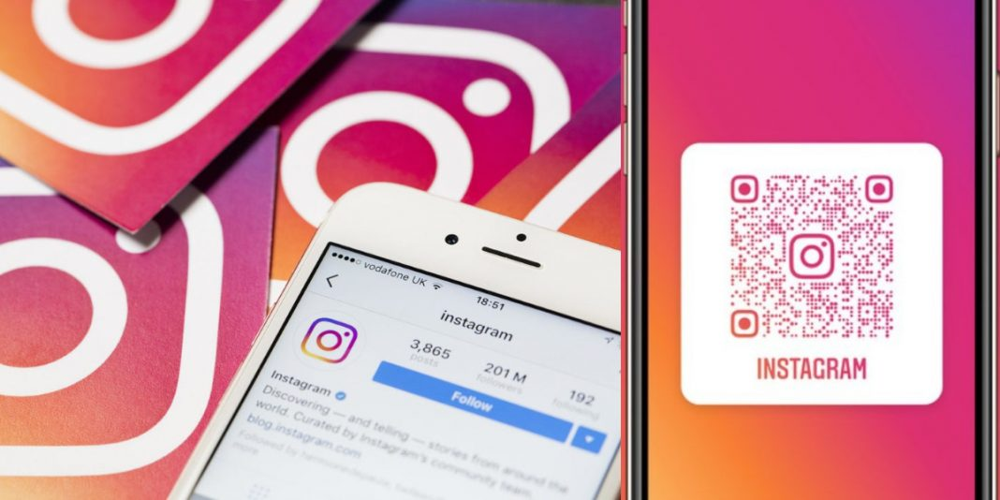 vodafone UK
18:51
instagram
3,865
posts
201 M
followers
192
following
Follow
Instagram
Discovering — and telling — stories from around the
world. Curated by Instagram's community team.
blog.instagram.com
Followed by
more
INSTAGRAM